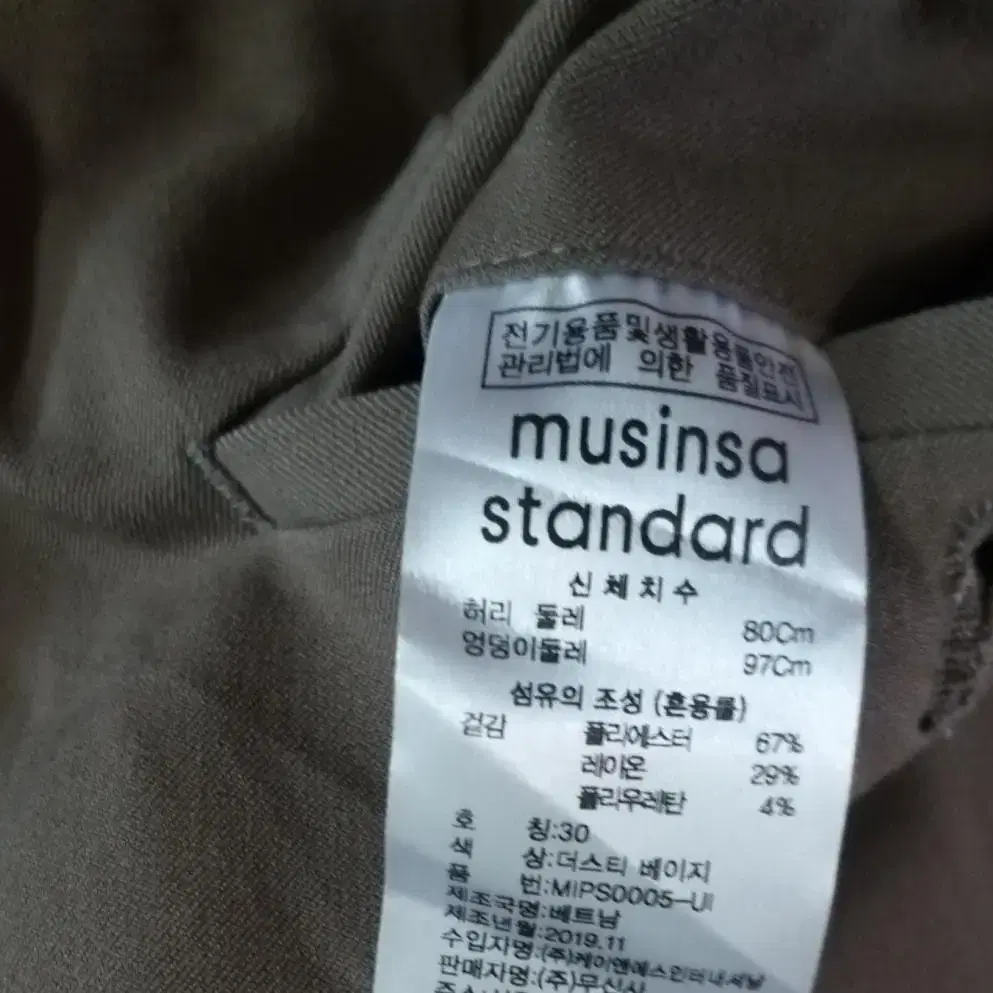 전기용품및생활용품안전
관리법에 의한 품질표시
musinsa
standard
신체치수
허리 둘레 80Cm
엉덩이둘레 97Cm
섬유의 조성 (혼용률)
겉감 폴리에스터 67%
레이온 29%
폴리우레탄 4%
호 칭:30
색 상:더스티 베이지
품 번:MIPS0005-UI
제조국명:베트남
제조년월:2019.11
수입자명:(주)케이앤에스인터내셔날
판매자명:(주)무신사